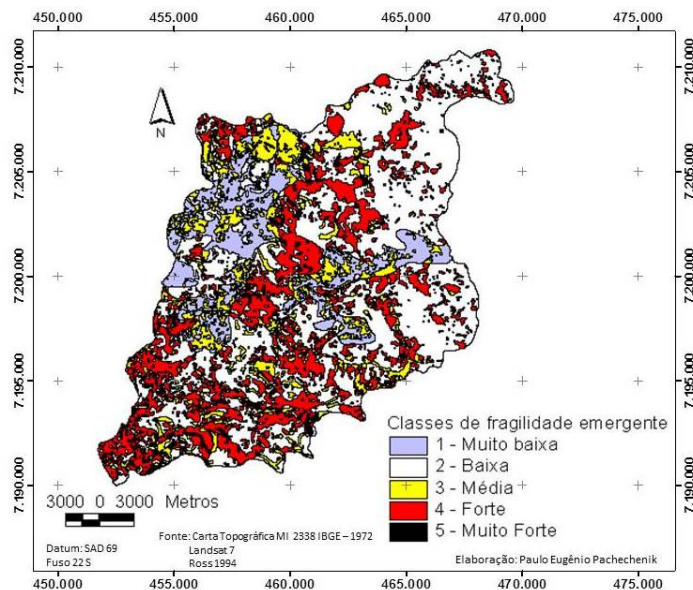 450.000 455.000 460.000 465.000 470.000 475.000
7.210.000 7.210.000
7.205.000 7.205.000
7.200.000 7.200.000
7.195.000 7.195.000
7.190.000 7.190.000
N
Classes de fragilidade emergente
1 - Muito baixa
2 - Baixa
3 - Média
4 - Forte
5 - Muito Forte
3000 0 3000 Metros
Fonte: Carta Topográfica MI 2338 IBGE – 1972
Landsat 7
Ross 1994
Datum: SAD 69
Fuso 22 S
Elaboração: Paulo Eugênio Pachechenik
450.000 455.000 460.000 465.000 470.000 475.000